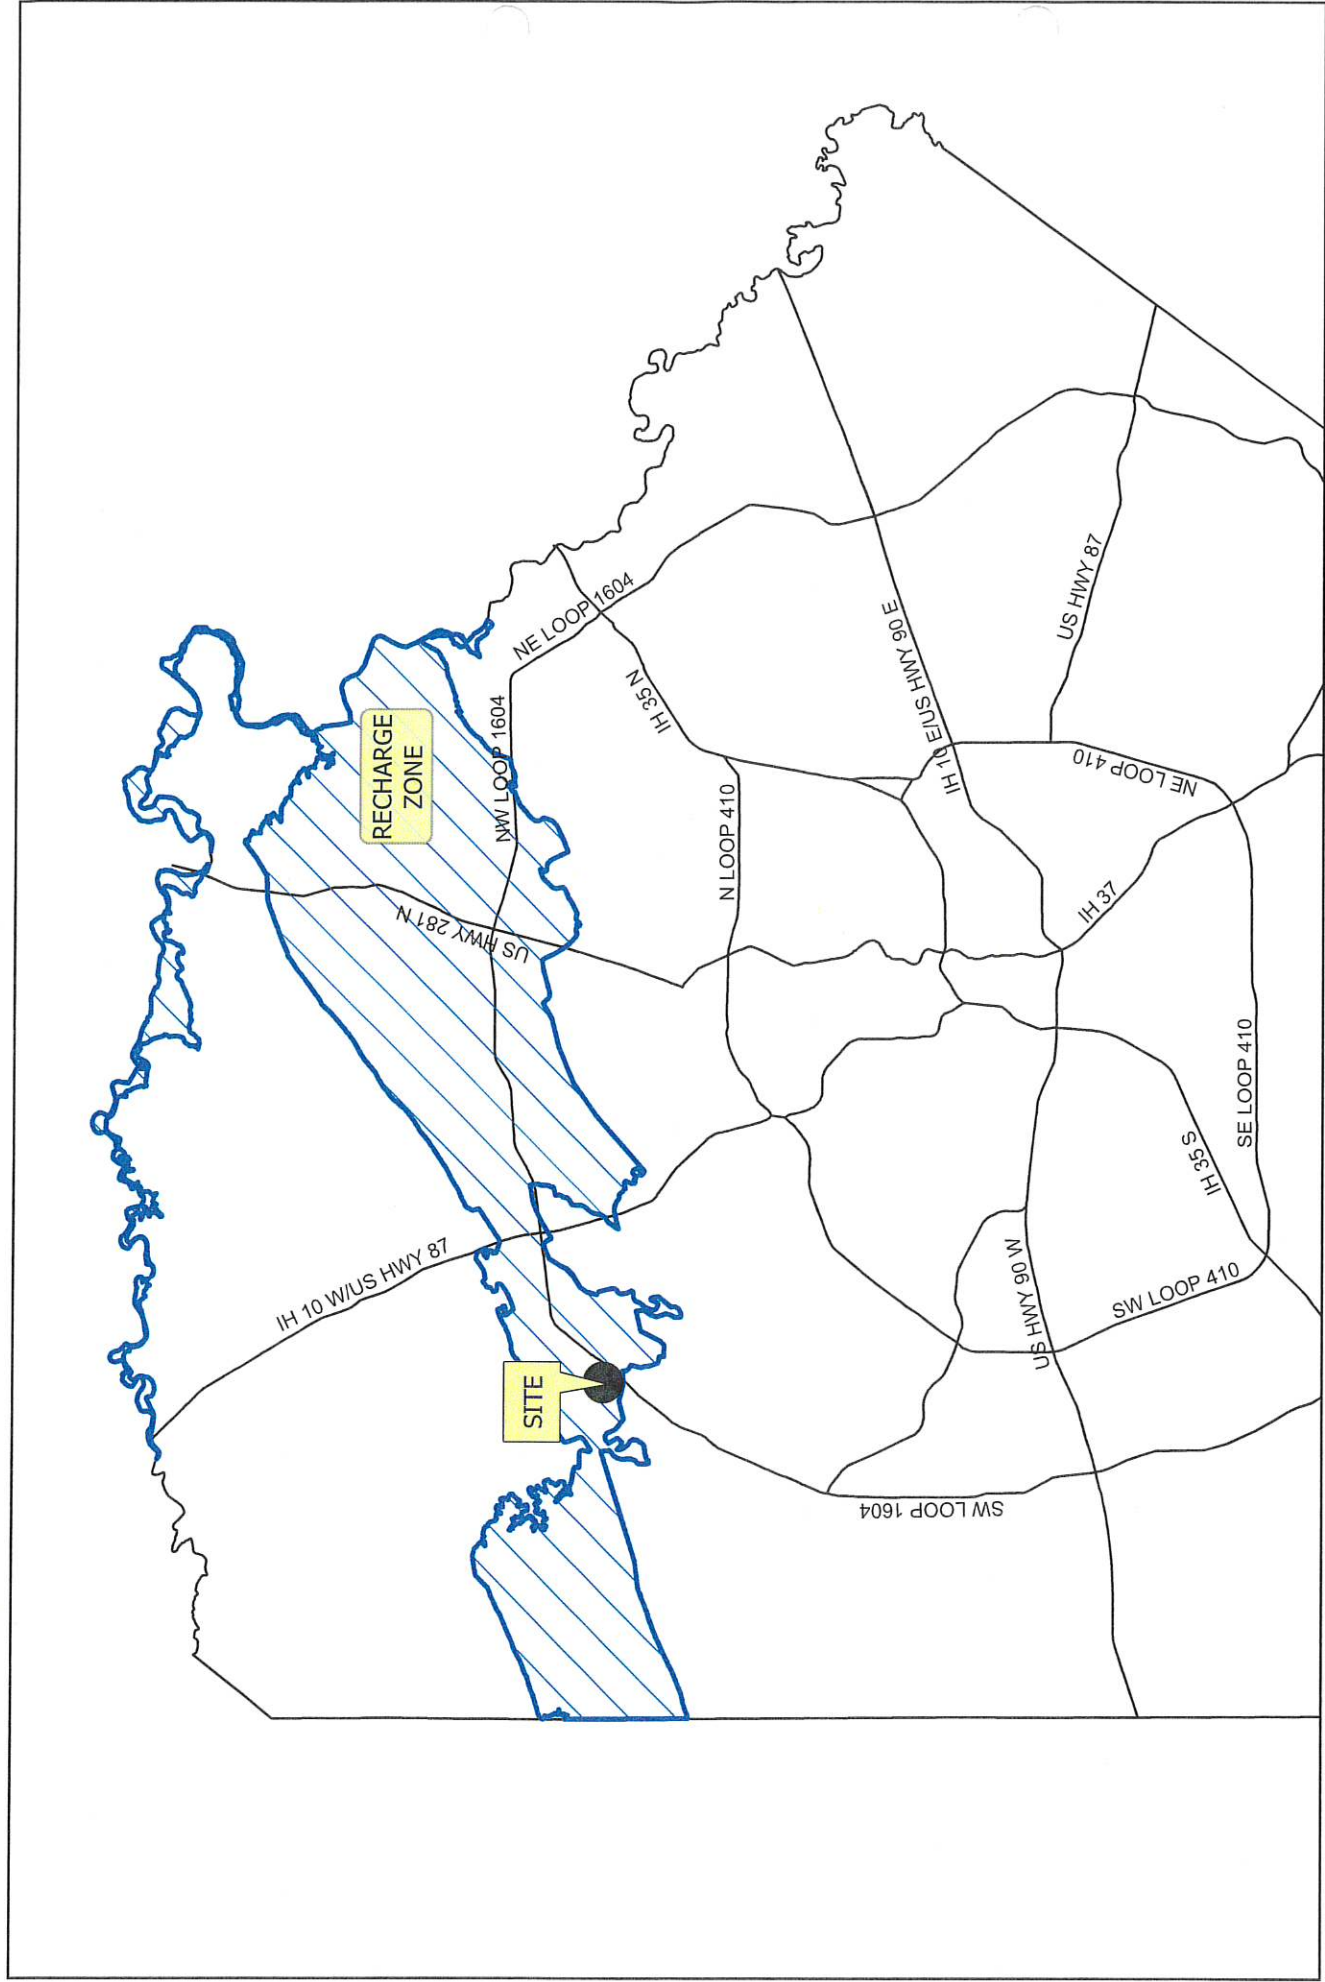 RECHARGE
ZONE
NW LOOP 1604
NE LOOP 1604
US HWY 281 N
IH 35 N
IH 10 W/US HWY 87
SITE
N LOOP 410
IH 10 E/US HWY 90 E
US HWY 87
NE LOOP 410
IH 37
SE LOOP 410
IH 35 S
SW LOOP 410
US HWY 90 W
SW LOOP 1604